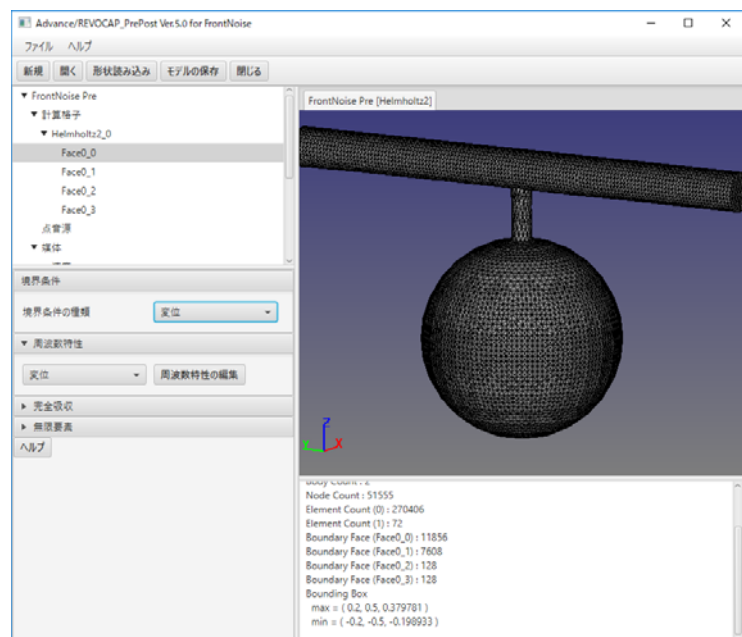 Advance/REVOCAP_PrePost Ver.5.0 for FrontNoise
ファイル ヘルプ
新規 開く 形状読み込み モデルの保存 閉じる
FrontNoise Pre
計算格子
Helmholtz2_0
Face0_0
Face0_1
Face0_2
Face0_3
点音源
媒体
境界条件
境界条件の種類 変位
周波数特性
変位 周波数特性の編集
完全吸収
無限要素
ヘルプ
FrontNoise Pre [Helmholtz2]
Z
Y X
Body Count : 2
Node Count : 51555
Element Count (0) : 270406
Element Count (1) : 72
Boundary Face (Face0_0) : 11856
Boundary Face (Face0_1) : 7608
Boundary Face (Face0_2) : 128
Boundary Face (Face0_3) : 128
Bounding Box
max = ( 0.2, 0.5, 0.379781 )
min = ( -0.2, -0.5, -0.198933 )